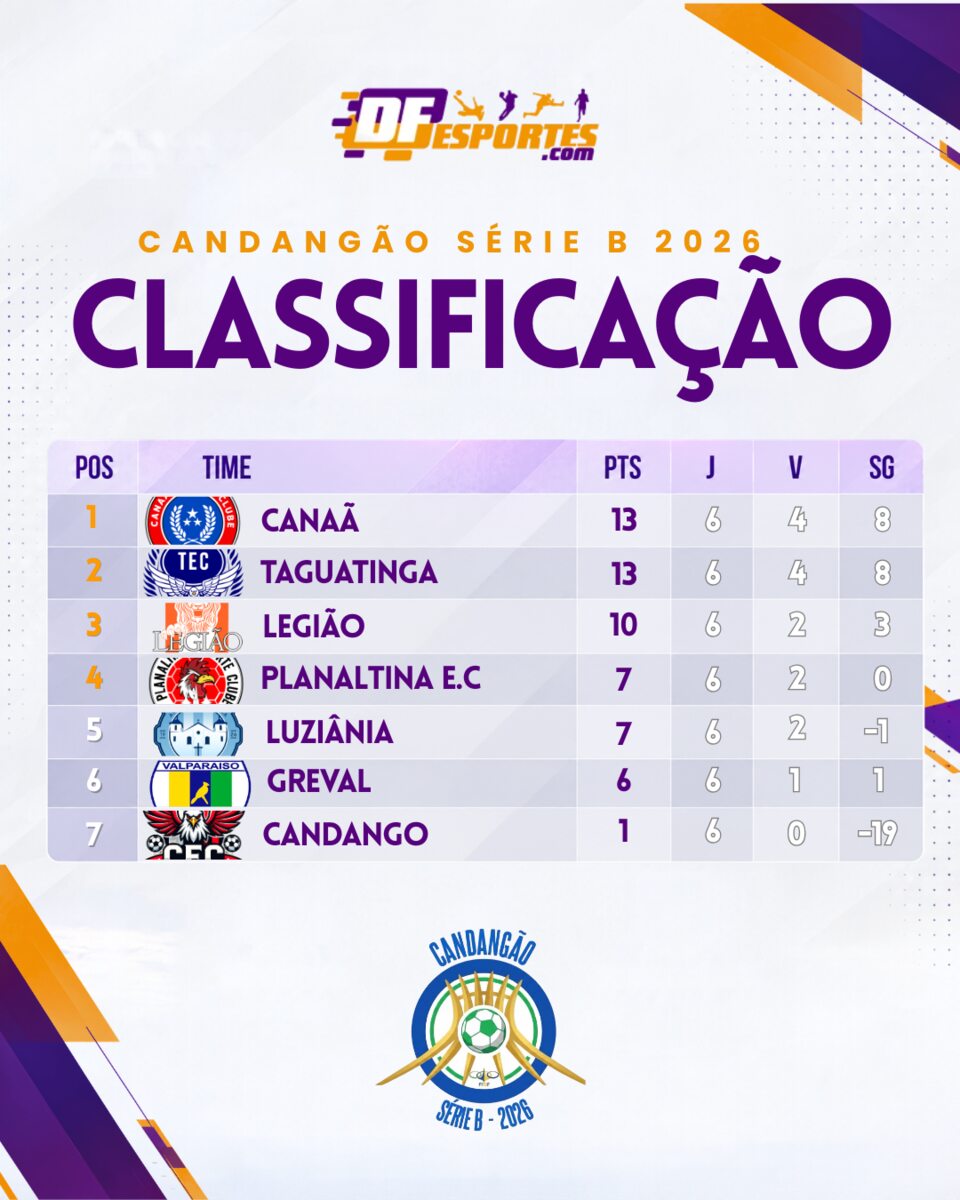 DF ESPORTES
.COM
CANDANGÃO SÉRIE B 2026
CLASSIFICAÇÃO
POS TIME PTS J V SG
1 CANAÃ 13 6 4 8
2 TEC TAGUATINGA 13 6 4 8
3 LEGIÃO LEGIÃO 10 6 2 3
4 PLANALTINA E.C 7 6 2 0
5 LUZIÂNIA 7 6 2 -1
6 VALPARAISO GREVAL 6 6 1 1
7 CFC CANDANGO 1 6 0 -19
CANDANGÃO
SÉRIE B - 2026